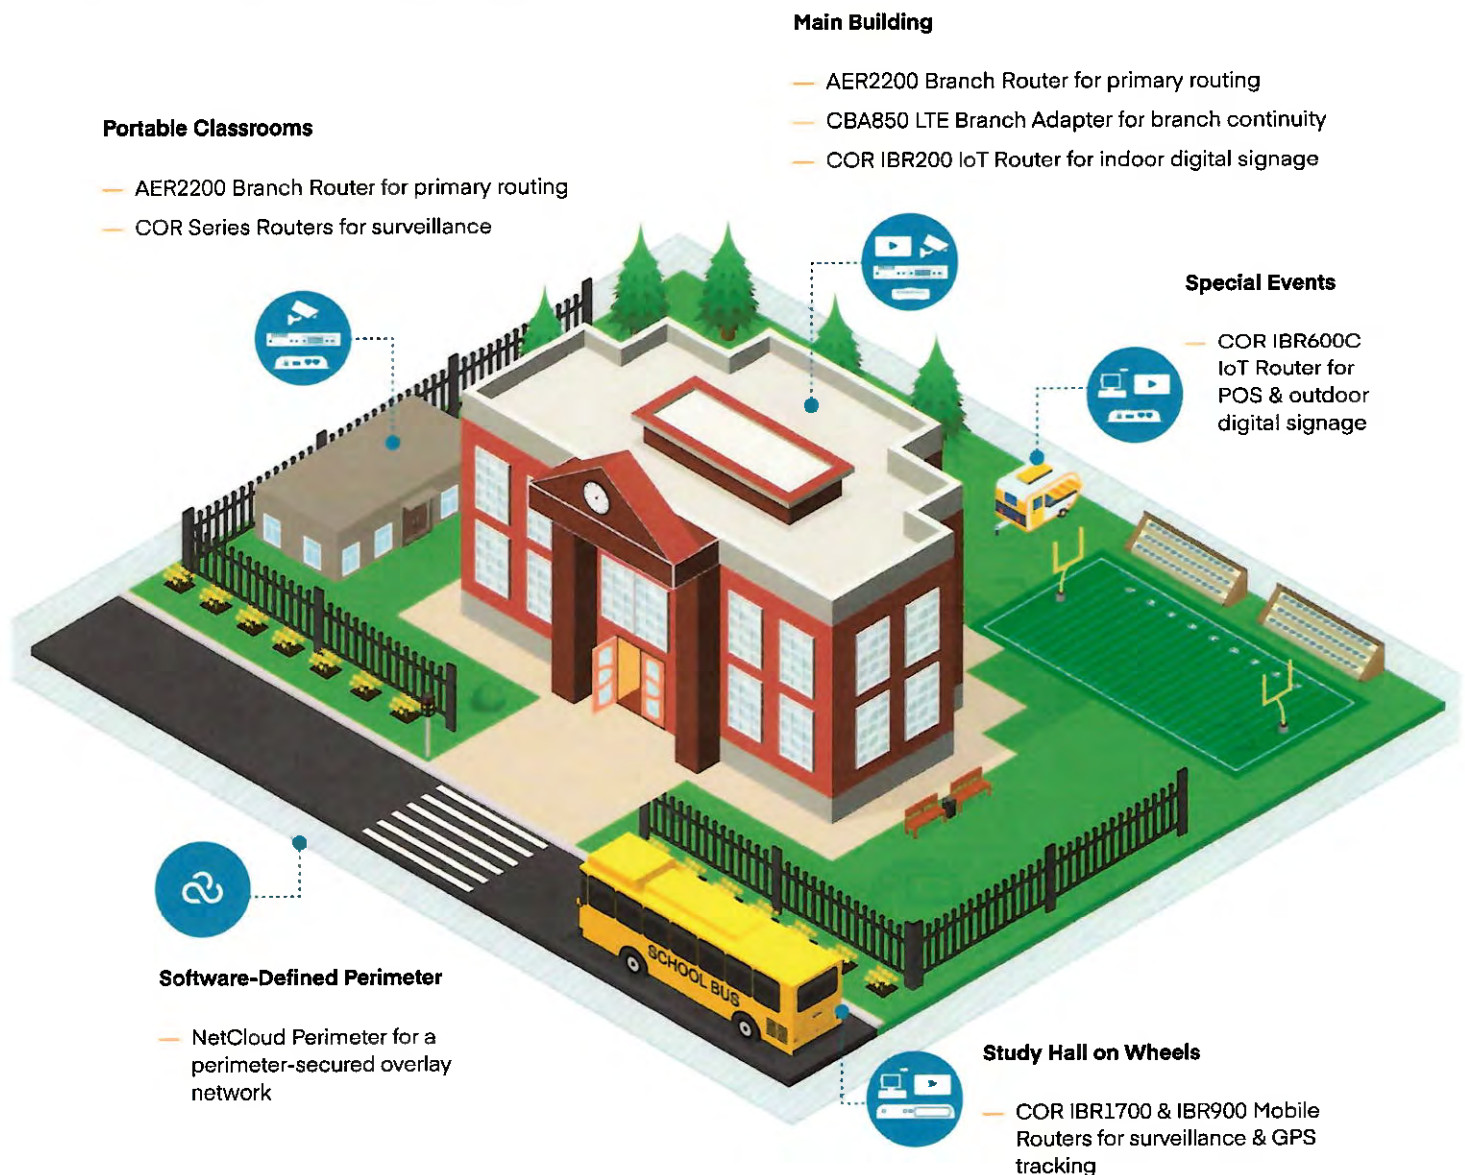 Main Building
— AER2200 Branch Router for primary routing
— CBA850 LTE Branch Adapter for branch continuity
— COR IBR200 IoT Router for indoor digital signage
Portable Classrooms
— AER2200 Branch Router for primary routing
— COR Series Routers for surveillance
Special Events
— COR IBR600C
IoT Router for
POS & outdoor
digital signage
SCHOOL BUS
Software-Defined Perimeter
— NetCloud Perimeter for a
perimeter-secured overlay
network
Study Hall on Wheels
— COR IBR1700 & IBR900 Mobile
Routers for surveillance & GPS
tracking